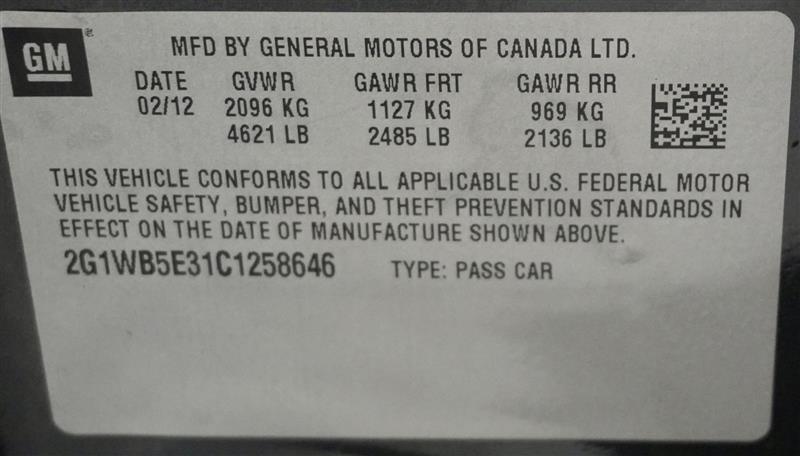 GM®
MFD BY GENERAL MOTORS OF CANADA LTD.
DATE GVWR GAWR FRT GAWR RR
02/12 2096 KG 1127 KG 969 KG
4621 LB 2485 LB 2136 LB
THIS VEHICLE CONFORMS TO ALL APPLICABLE U.S. FEDERAL MOTOR
VEHICLE SAFETY, BUMPER, AND THEFT PREVENTION STANDARDS IN
EFFECT ON THE DATE OF MANUFACTURE SHOWN ABOVE.
2G1WB5E31C1258646 TYPE: PASS CAR